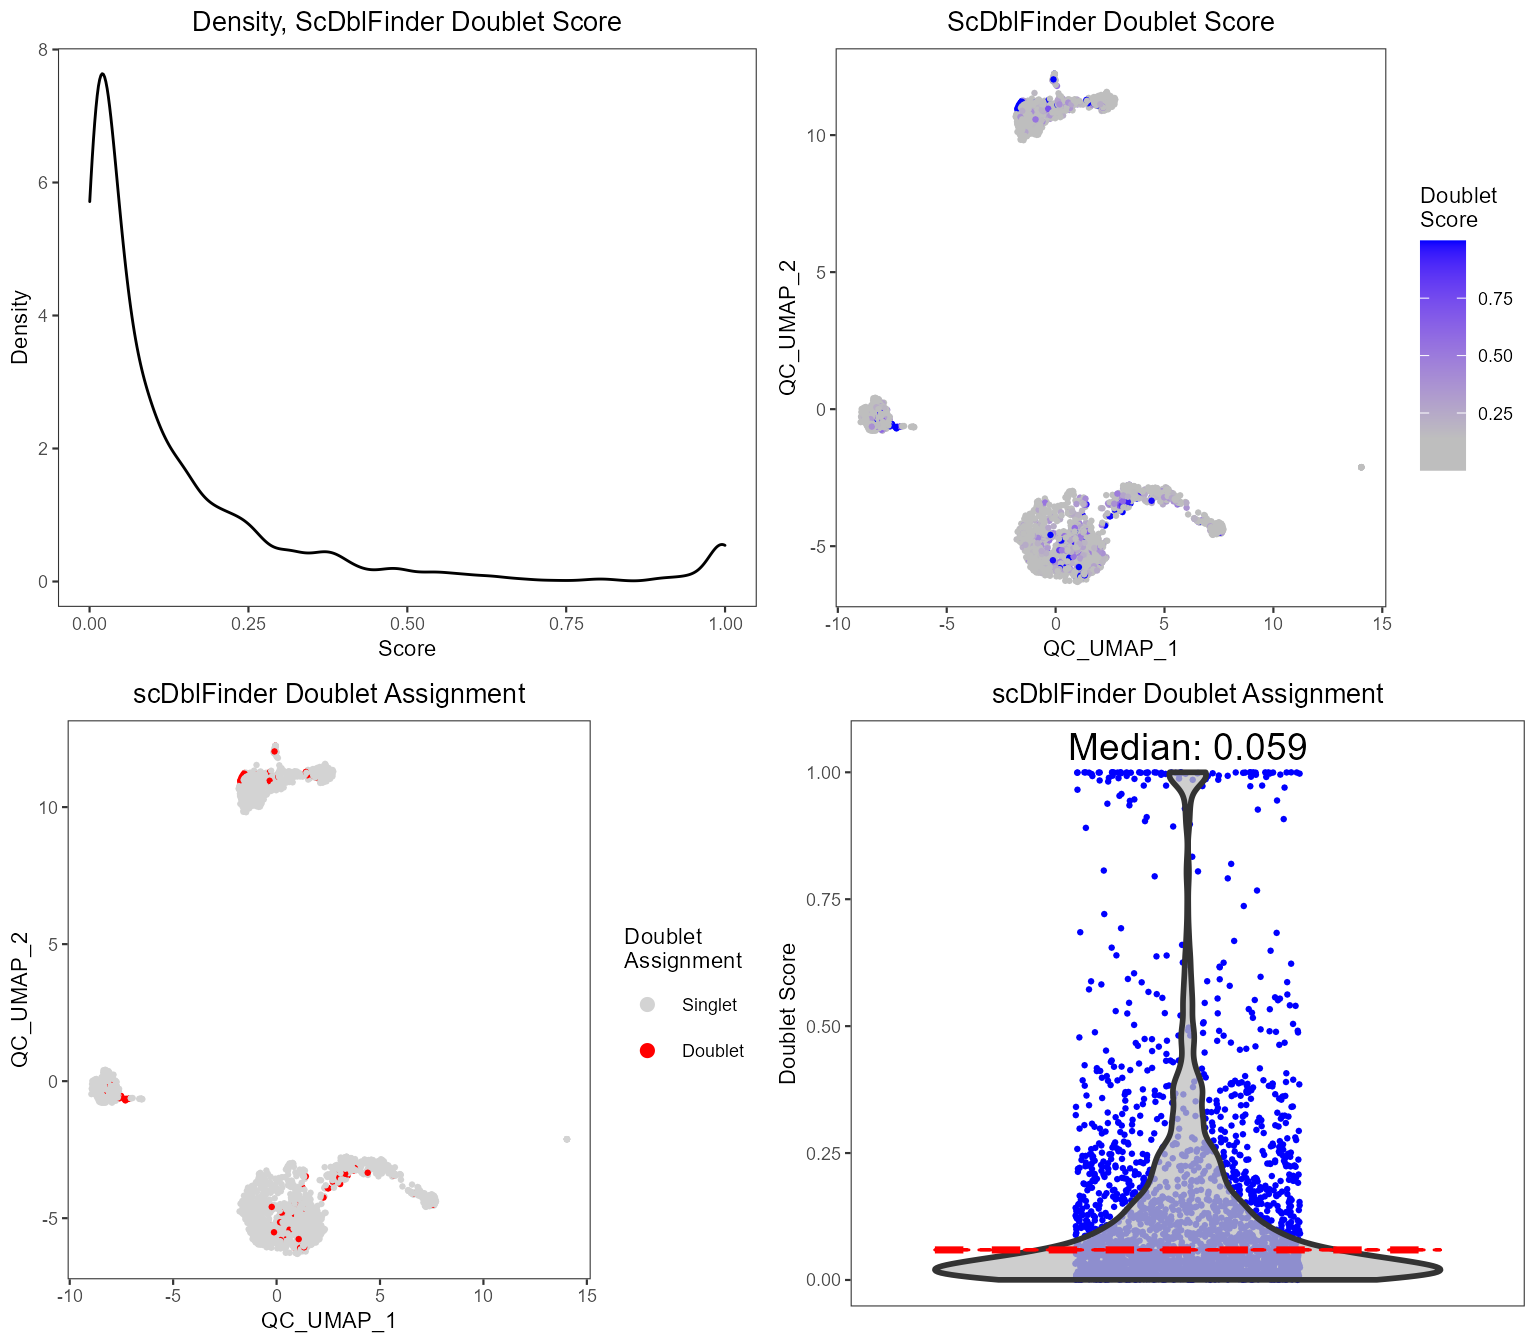 Density, ScDblFinder Doublet Score
8
6
4
2
0
Density
0.00 0.25 0.50 0.75 1.00
Score
ScDblFinder Doublet Score
10
5
0
-5
QC_UMAP_2
-10 -5 0 5 10 15
QC_UMAP_1
Doublet
Score
0.75
0.50
0.25
scDblFinder Doublet Assignment
10
5
0
-5
QC_UMAP_2
-10 -5 0 5 10 15
QC_UMAP_1
Doublet
Assignment
Singlet
Doublet
scDblFinder Doublet Assignment
Median: 0.059
1.00
0.75
0.50
0.25
0.00
Doublet Score